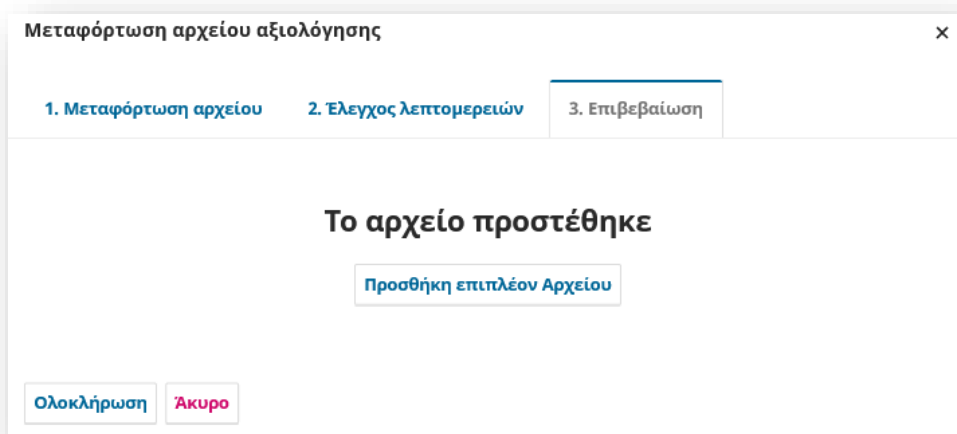 Μεταφόρτωση αρχείου αξιολόγησης ×
1. Μεταφόρτωση αρχείου 2. Έλεγχος λεπτομερειών 3. Επιβεβαίωση
Το αρχείο προστέθηκε
Προσθήκη επιπλέον Αρχείου
Ολοκλήρωση Άκυρο